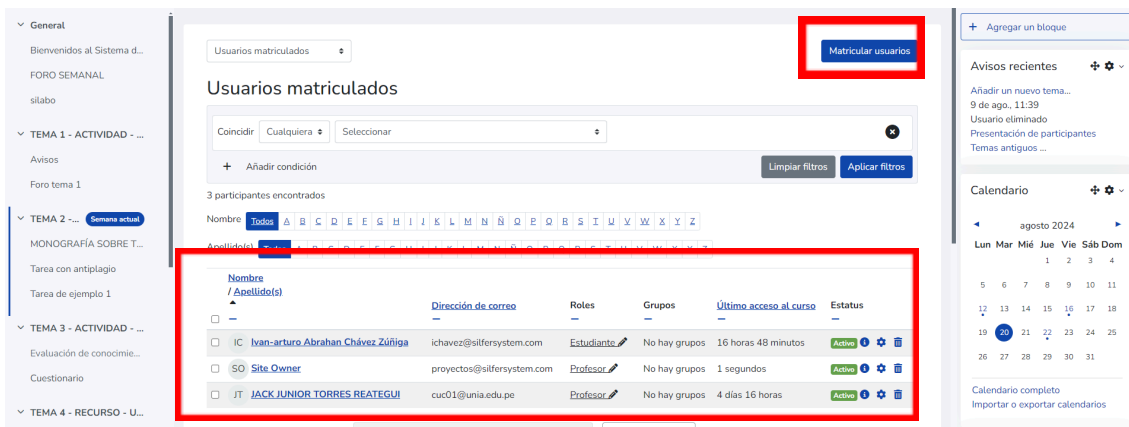 General
Bienvenidos al Sistema d...
FORO SEMANAL
silabo
TEMA 1 - ACTIVIDAD - ...
Avisos
Foro tema 1
TEMA 2 -... Semana actual
MONOGRAFÍA SOBRE T...
Tarea con antiplagio
Tarea de ejemplo 1
TEMA 3 - ACTIVIDAD - ...
Evaluación de conocimie...
Cuestionario
TEMA 4 - RECURSO - U...
Usuarios matriculados
Matricular usuarios
Usuarios matriculados
Coincidir Cualquiera Seleccionar
+ Añadir condición
Limpiar filtros Aplicar filtros
3 participantes encontrados
Nombre Todos A B C D E F G H I J K L M N Ñ O P Q R S T U V W X Y Z
Apellido(s)
Nombre
/ Apellido(s) Dirección de correo Roles Grupos Último acceso al curso Estatus
IC Ivan-arturo Abrahan Chávez Zúñiga ichavez@silfersystem.com Estudiante No hay grupos 16 horas 48 minutos Activo
SO Site Owner proyectos@silfersystem.com Profesor No hay grupos 1 segundos Activo
JT JACK JUNIOR TORRES REATEGUI cuc01@unia.edu.pe Profesor No hay grupos 4 días 16 horas Activo
+ Agregar un bloque
Avisos recientes
Añadir un nuevo tema...
9 de ago., 11:39
Usuario eliminado
Presentación de participantes
Temas antiguos ...
Calendario
agosto 2024
Lun Mar Mié Jue Vie Sáb Dom
1 2 3 4
5 6 7 8 9 10 11
12 13 14 15 16 17 18
19 20 21 22 23 24 25
26 27 28 29 30 31
Calendario completo
Importar o exportar calendarios